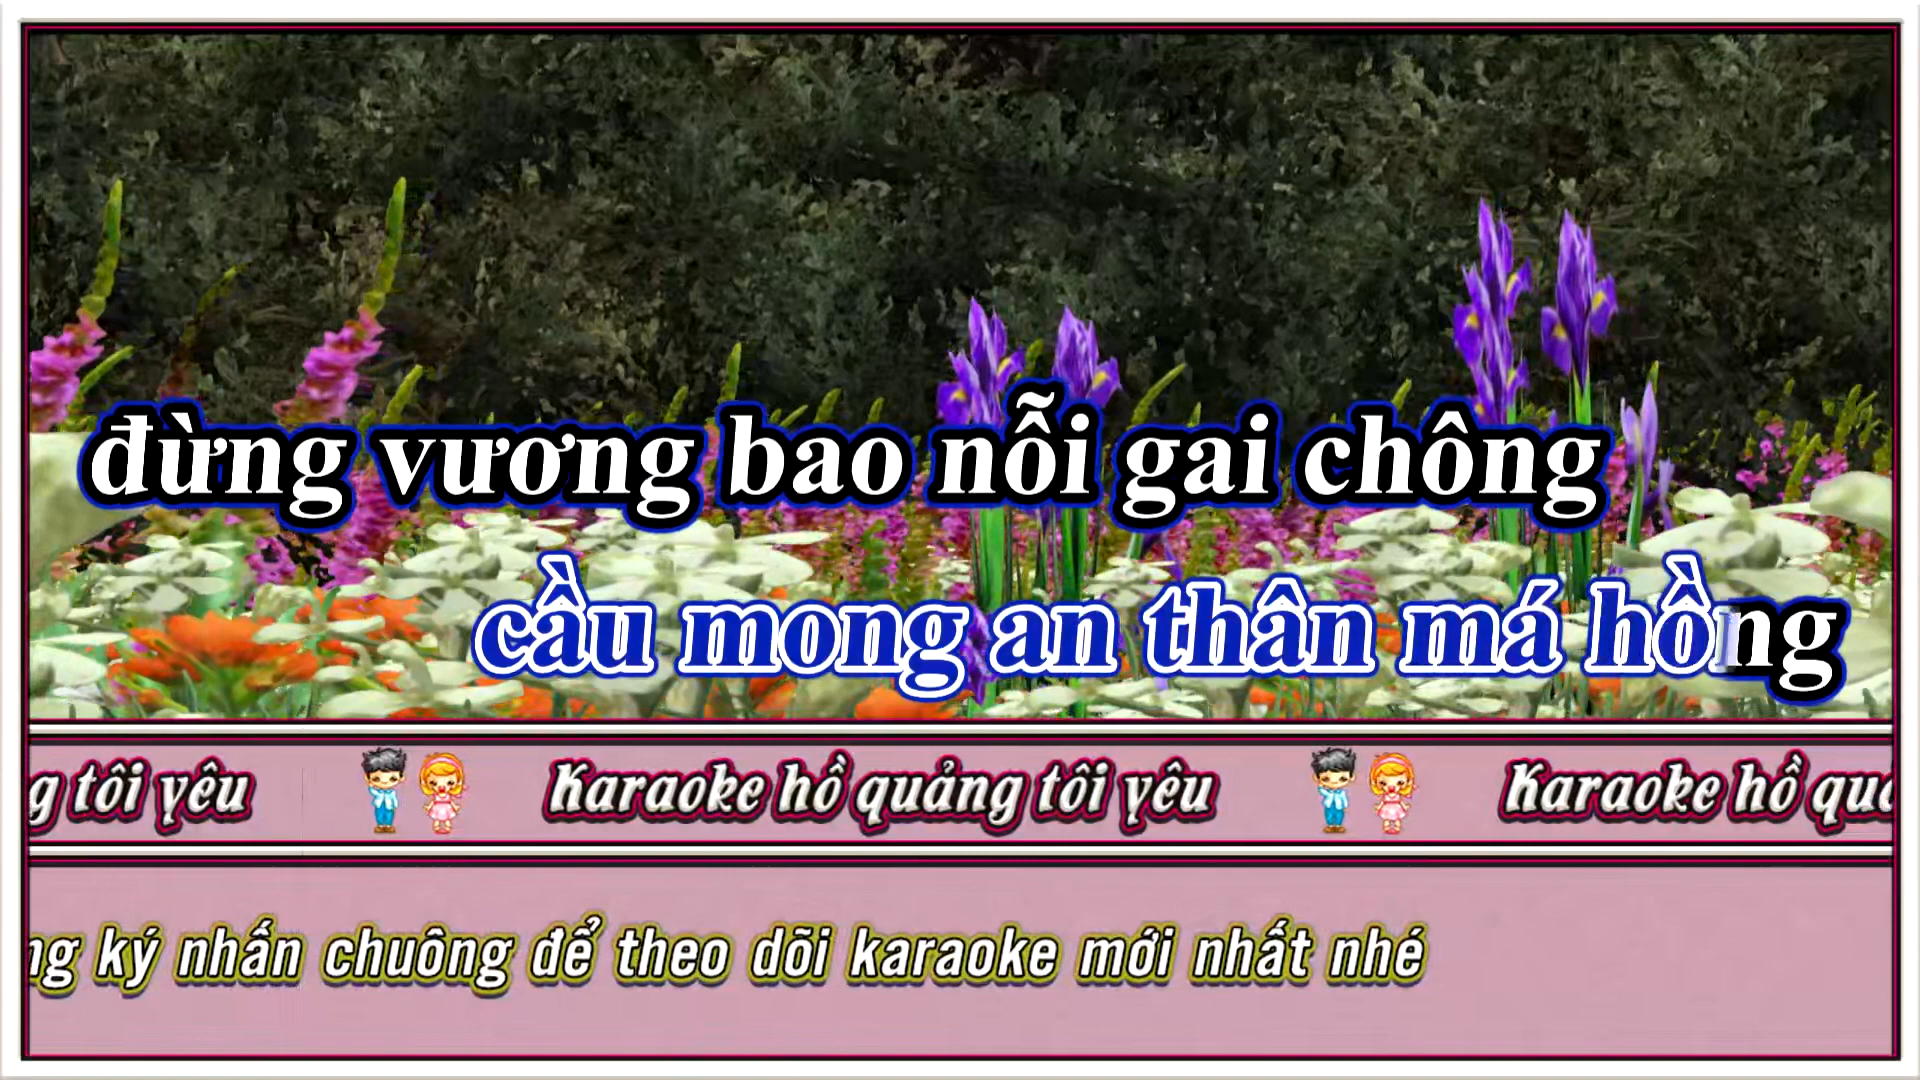 đừng vương bao nỗi gai chông
cầu mong an thân má hồng
g tôi yêu Karaoke hồ quảng tôi yêu Karaoke hồ quả
ng ký nhấn chuông để theo dõi karaoke mới nhất nhé